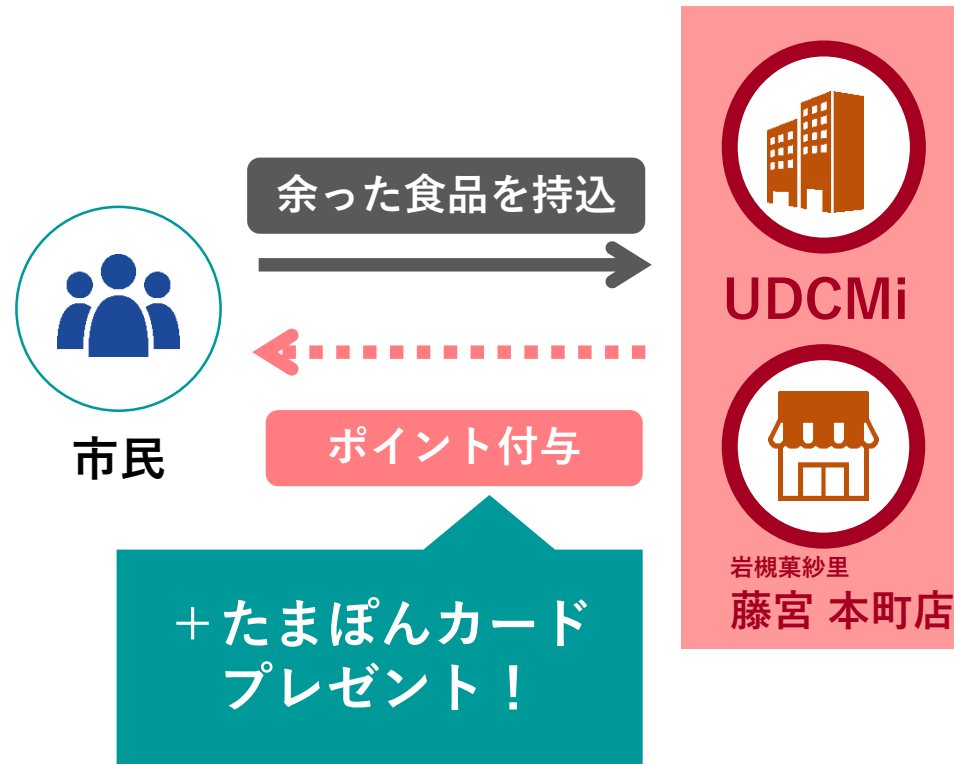 余った食品を持込
市民
ポイント付与
+たまぽんカード
プレゼント！
UDCMi
岩槻菓紗里
藤宮 本町店